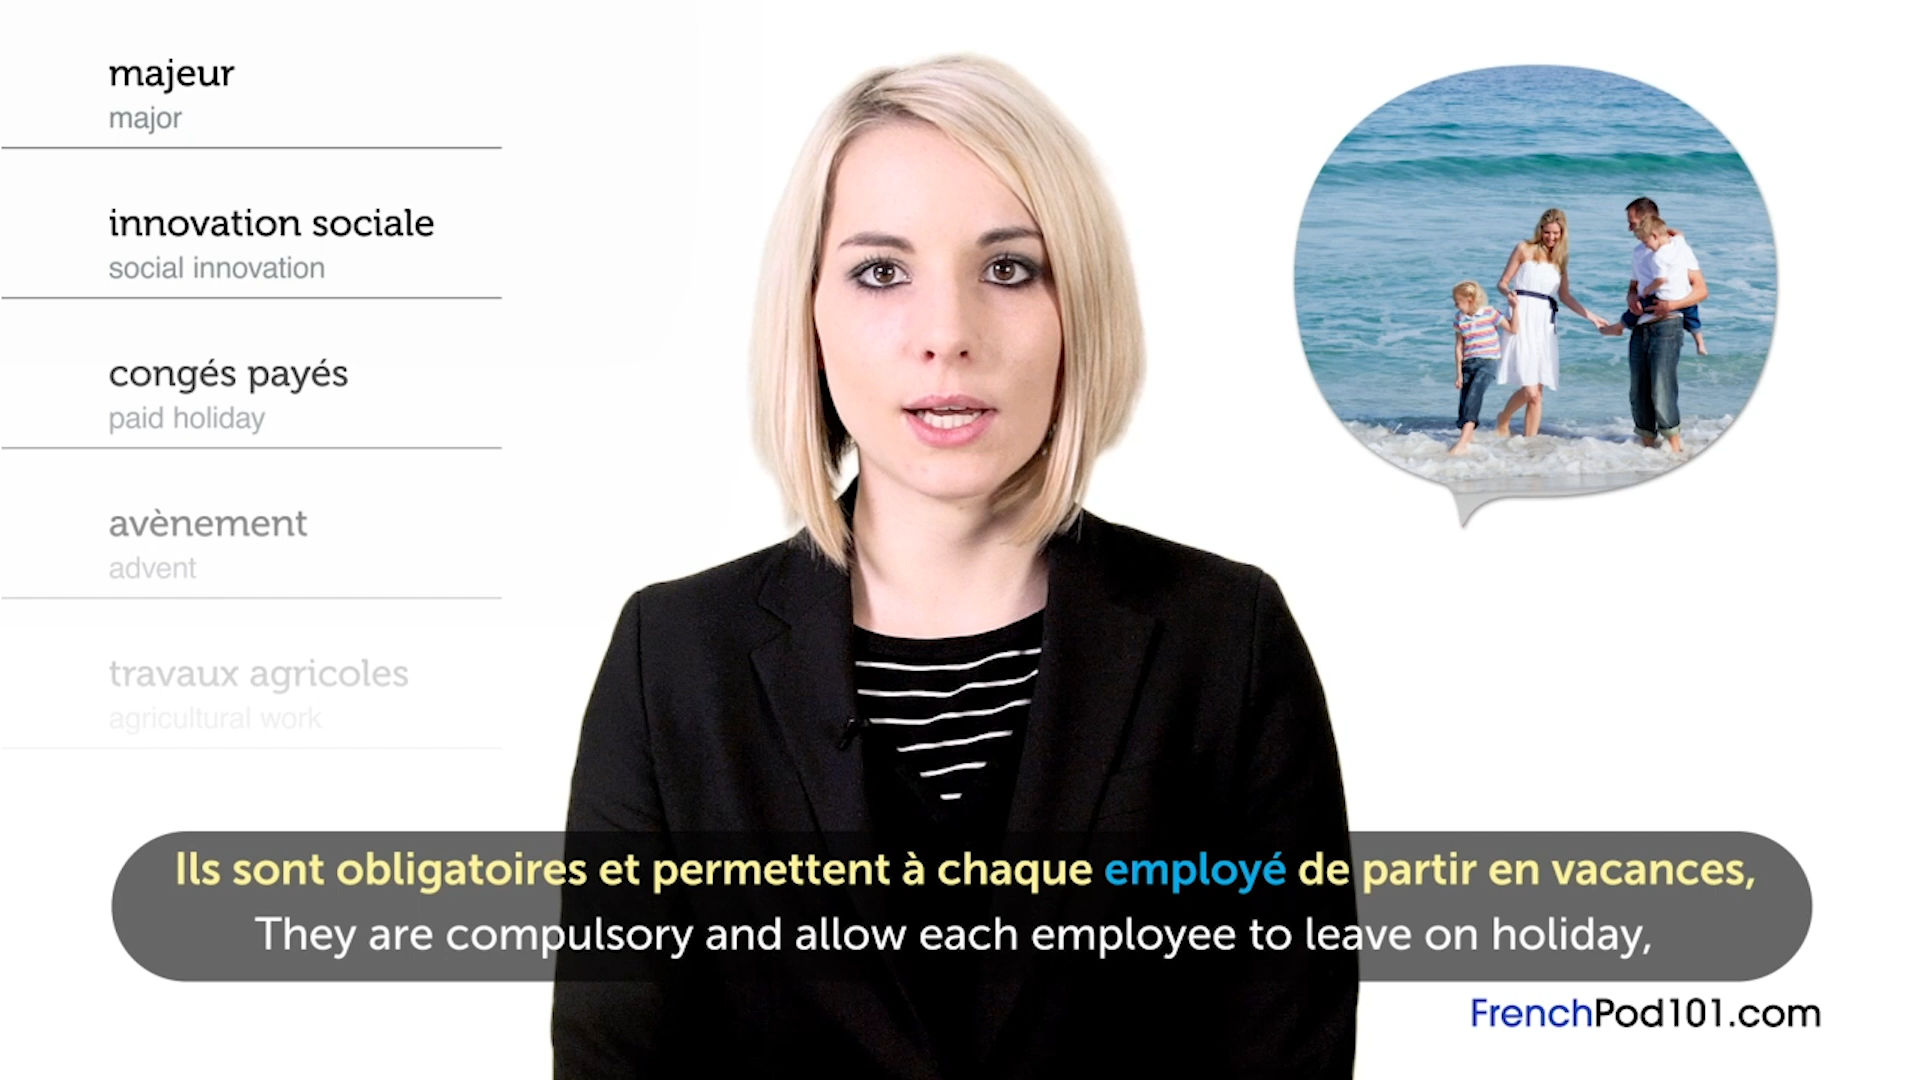 majeur
major
innovation sociale
social innovation
congés payés
paid holiday
avènement
advent
travaux agricoles
agricultural work
Ils sont obligatoires et permettent à chaque employé de partir en vacances,
They are compulsory and allow each employee to leave on holiday,
FrenchPod101.com